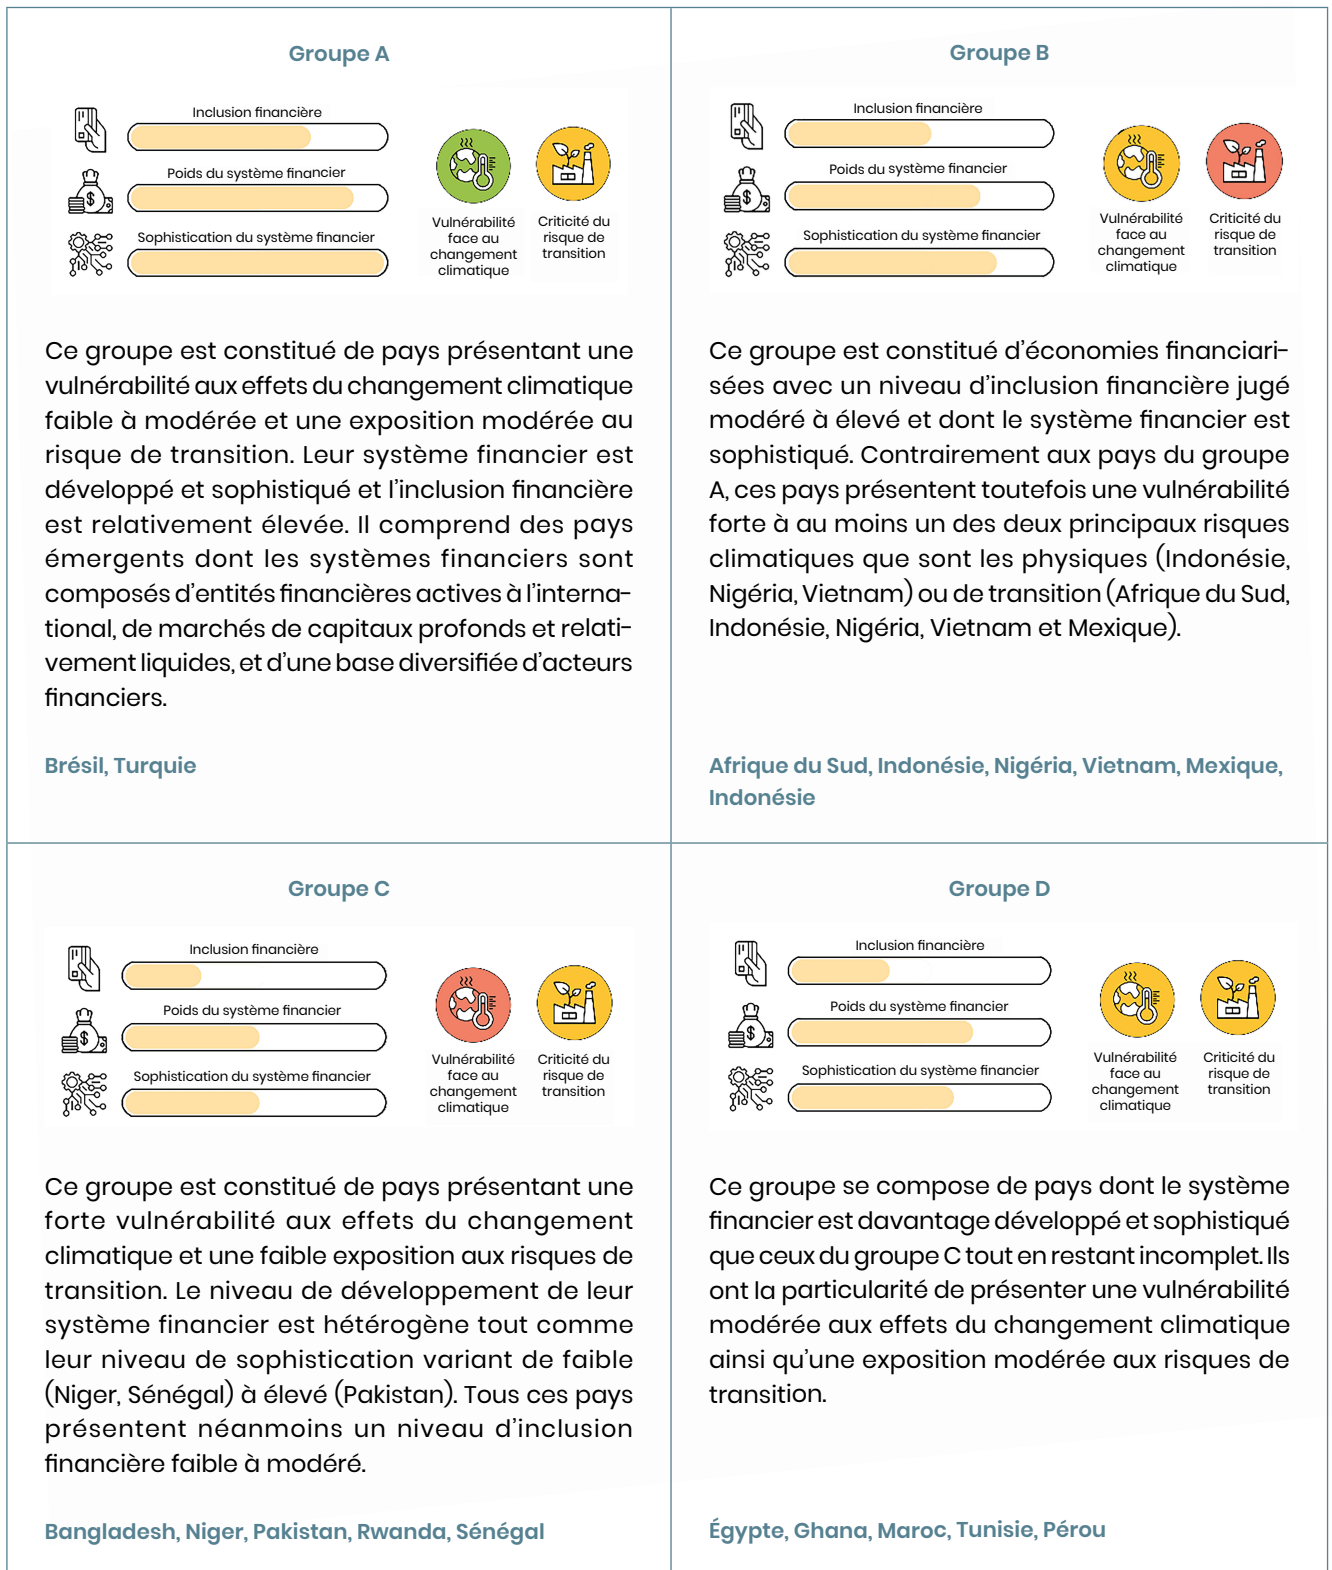 Groupe A
Inclusion financière
Poids du système financier
Sophistication du système financier
Vulnérabilité
face au
changement
climatique
Criticité du
risque de
transition
Ce groupe est constitué de pays présentant une
vulnérabilité aux effets du changement climatique
faible à modérée et une exposition modérée au
risque de transition. Leur système financier est
développé et sophistiqué et l'inclusion financière
est relativement élevée. Il comprend des pays
émergents dont les systèmes financiers sont
composés d'entités financières actives à l'interna-
tional, de marchés de capitaux profonds et relati-
vement liquides, et d'une base diversifiée d'acteurs
financiers.
Brésil, Turquie
Groupe B
Inclusion financière
Poids du système financier
Sophistication du système financier
Vulnérabilité
face au
changement
climatique
Criticité du
risque de
transition
Ce groupe est constitué d'économies financiari-
sées avec un niveau d'inclusion financière jugé
modéré à élevé et dont le système financier est
sophistiqué. Contrairement aux pays du groupe
A, ces pays présentent toutefois une vulnérabilité
forte à au moins un des deux principaux risques
climatiques que sont les physiques (Indonésie,
Nigéria, Vietnam) ou de transition (Afrique du Sud,
Indonésie, Nigéria, Vietnam et Mexique).
Afrique du Sud, Indonésie, Nigéria, Vietnam, Mexique,
Indonésie
Groupe C
Inclusion financière
Poids du système financier
Sophistication du système financier
Vulnérabilité
face au
changement
climatique
Criticité du
risque de
transition
Ce groupe est constitué de pays présentant une
forte vulnérabilité aux effets du changement
climatique et une faible exposition aux risques de
transition. Le niveau de développement de leur
système financier est hétérogène tout comme
leur niveau de sophistication variant de faible
(Niger, Sénégal) à élevé (Pakistan). Tous ces pays
présentent néanmoins un niveau d'inclusion
financière faible à modéré.
Bangladesh, Niger, Pakistan, Rwanda, Sénégal
Groupe D
Inclusion financière
Poids du système financier
Sophistication du système financier
Vulnérabilité
face au
changement
climatique
Criticité du
risque de
transition
Ce groupe se compose de pays dont le système
financier est davantage développé et sophistiqué
que ceux du groupe C tout en restant incomplet. Ils
ont la particularité de présenter une vulnérabilité
modérée aux effets du changement climatique
ainsi qu'une exposition modérée aux risques de
transition.
Égypte, Ghana, Maroc, Tunisie, Pérou